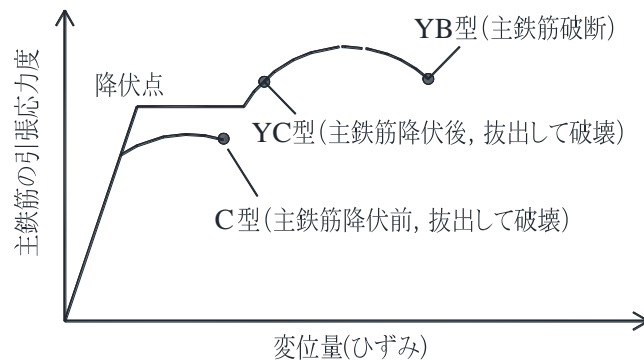 YB型(主鉄筋破断)
降伏点
YC型(主鉄筋降伏後, 抜出して破壊)
C型(主鉄筋降伏前, 抜出して破壊)
主鉄筋の引張応力度
変位量(ひずみ)